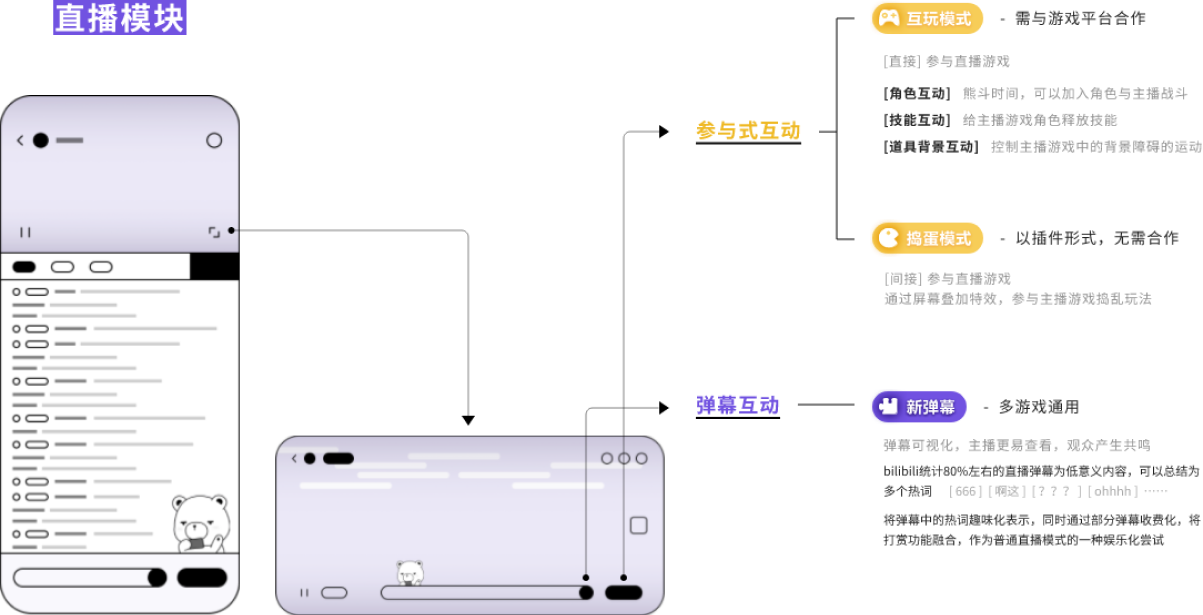 直播模块
参与式互动
互玩模式 - 需与游戏平台合作
[直接] 参与直播游戏
[角色互动] 熊斗时间，可以加入角色与主播战斗
[技能互动] 给主播游戏角色释放技能
[道具背景互动] 控制主播游戏中的背景障碍的运动
捣蛋模式 - 以插件形式，无需合作
[间接] 参与直播游戏
通过屏幕叠加特效，参与主播游戏捣乱玩法
弹幕互动
新弹幕 - 多游戏通用
弹幕可视化，主播更易查看，观众产生共鸣
bilibili统计80%左右的直播弹幕为低意义内容，可以总结为
多个热词 [ 666 ] [ 啊这 ] [ ？？？ ] [ ohhhh ] ······
将弹幕中的热词趣味化表示，同时通过部分弹幕收费化，将
打赏功能融合，作为普通直播模式的一种娱乐化尝试